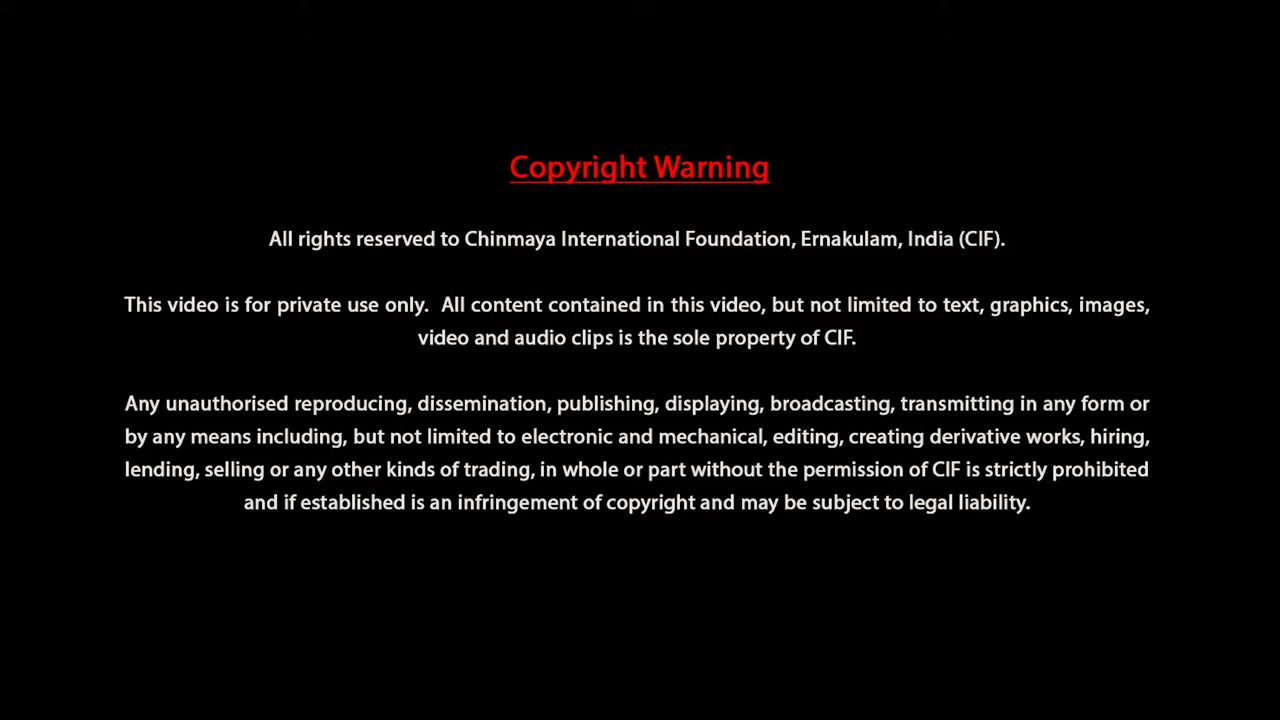 Copyright Warning
All rights reserved to Chinmaya International Foundation, Ernakulam, India (CIF).
This video is for private use only.  All content contained in this video, but not limited to text, graphics, images,
video and audio clips is the sole property of CIF.
Any unauthorised reproducing, dissemination, publishing, displaying, broadcasting, transmitting in any form or
by any means including, but not limited to electronic and mechanical, editing, creating derivative works, hiring,
lending, selling or any other kinds of trading, in whole or part without the permission of CIF is strictly prohibited
and if established is an infringement of copyright and may be subject to legal liability.